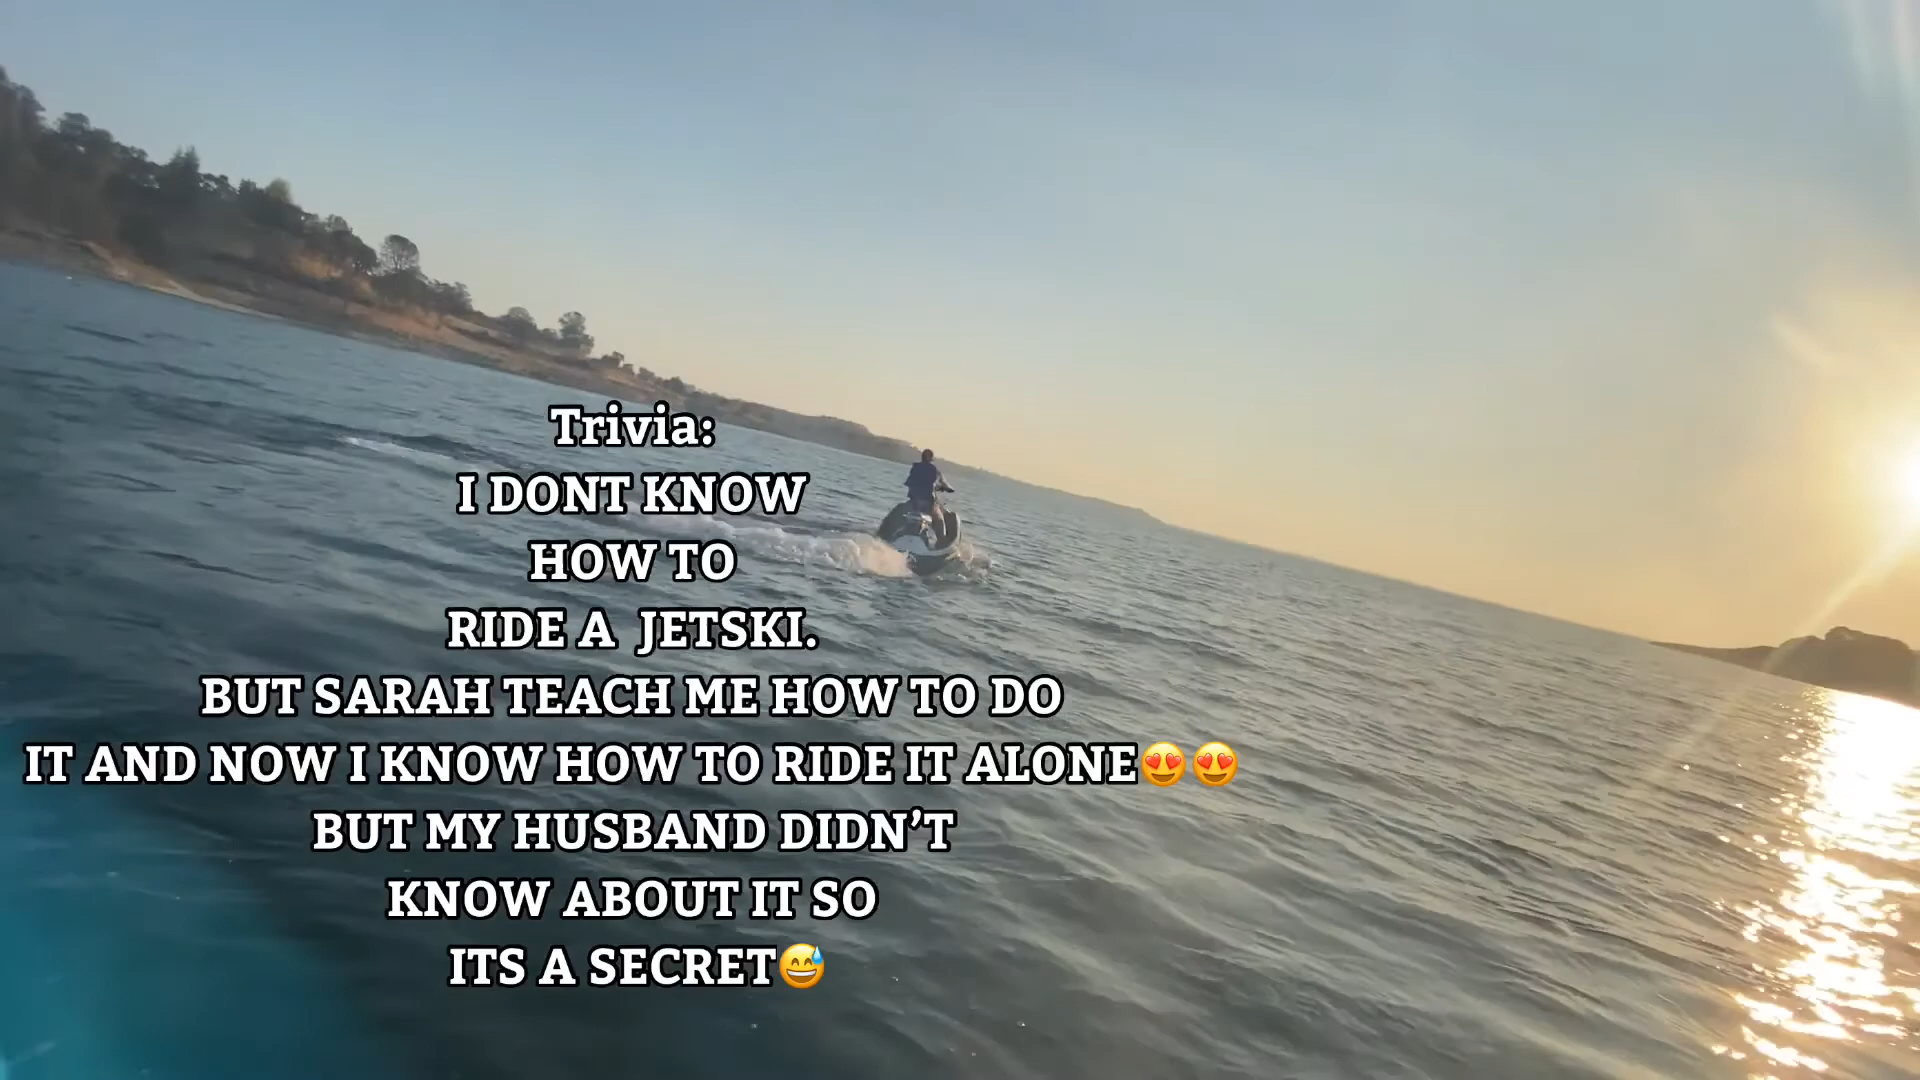 Trivia:
I DONT KNOW
HOW TO
RIDE A  JETSKI.
BUT SARAH TEACH ME HOW TO DO
IT AND NOW I KNOW HOW TO RIDE IT ALONE😍😍
BUT MY HUSBAND DIDN’T
KNOW ABOUT IT SO
ITS A SECRET😅